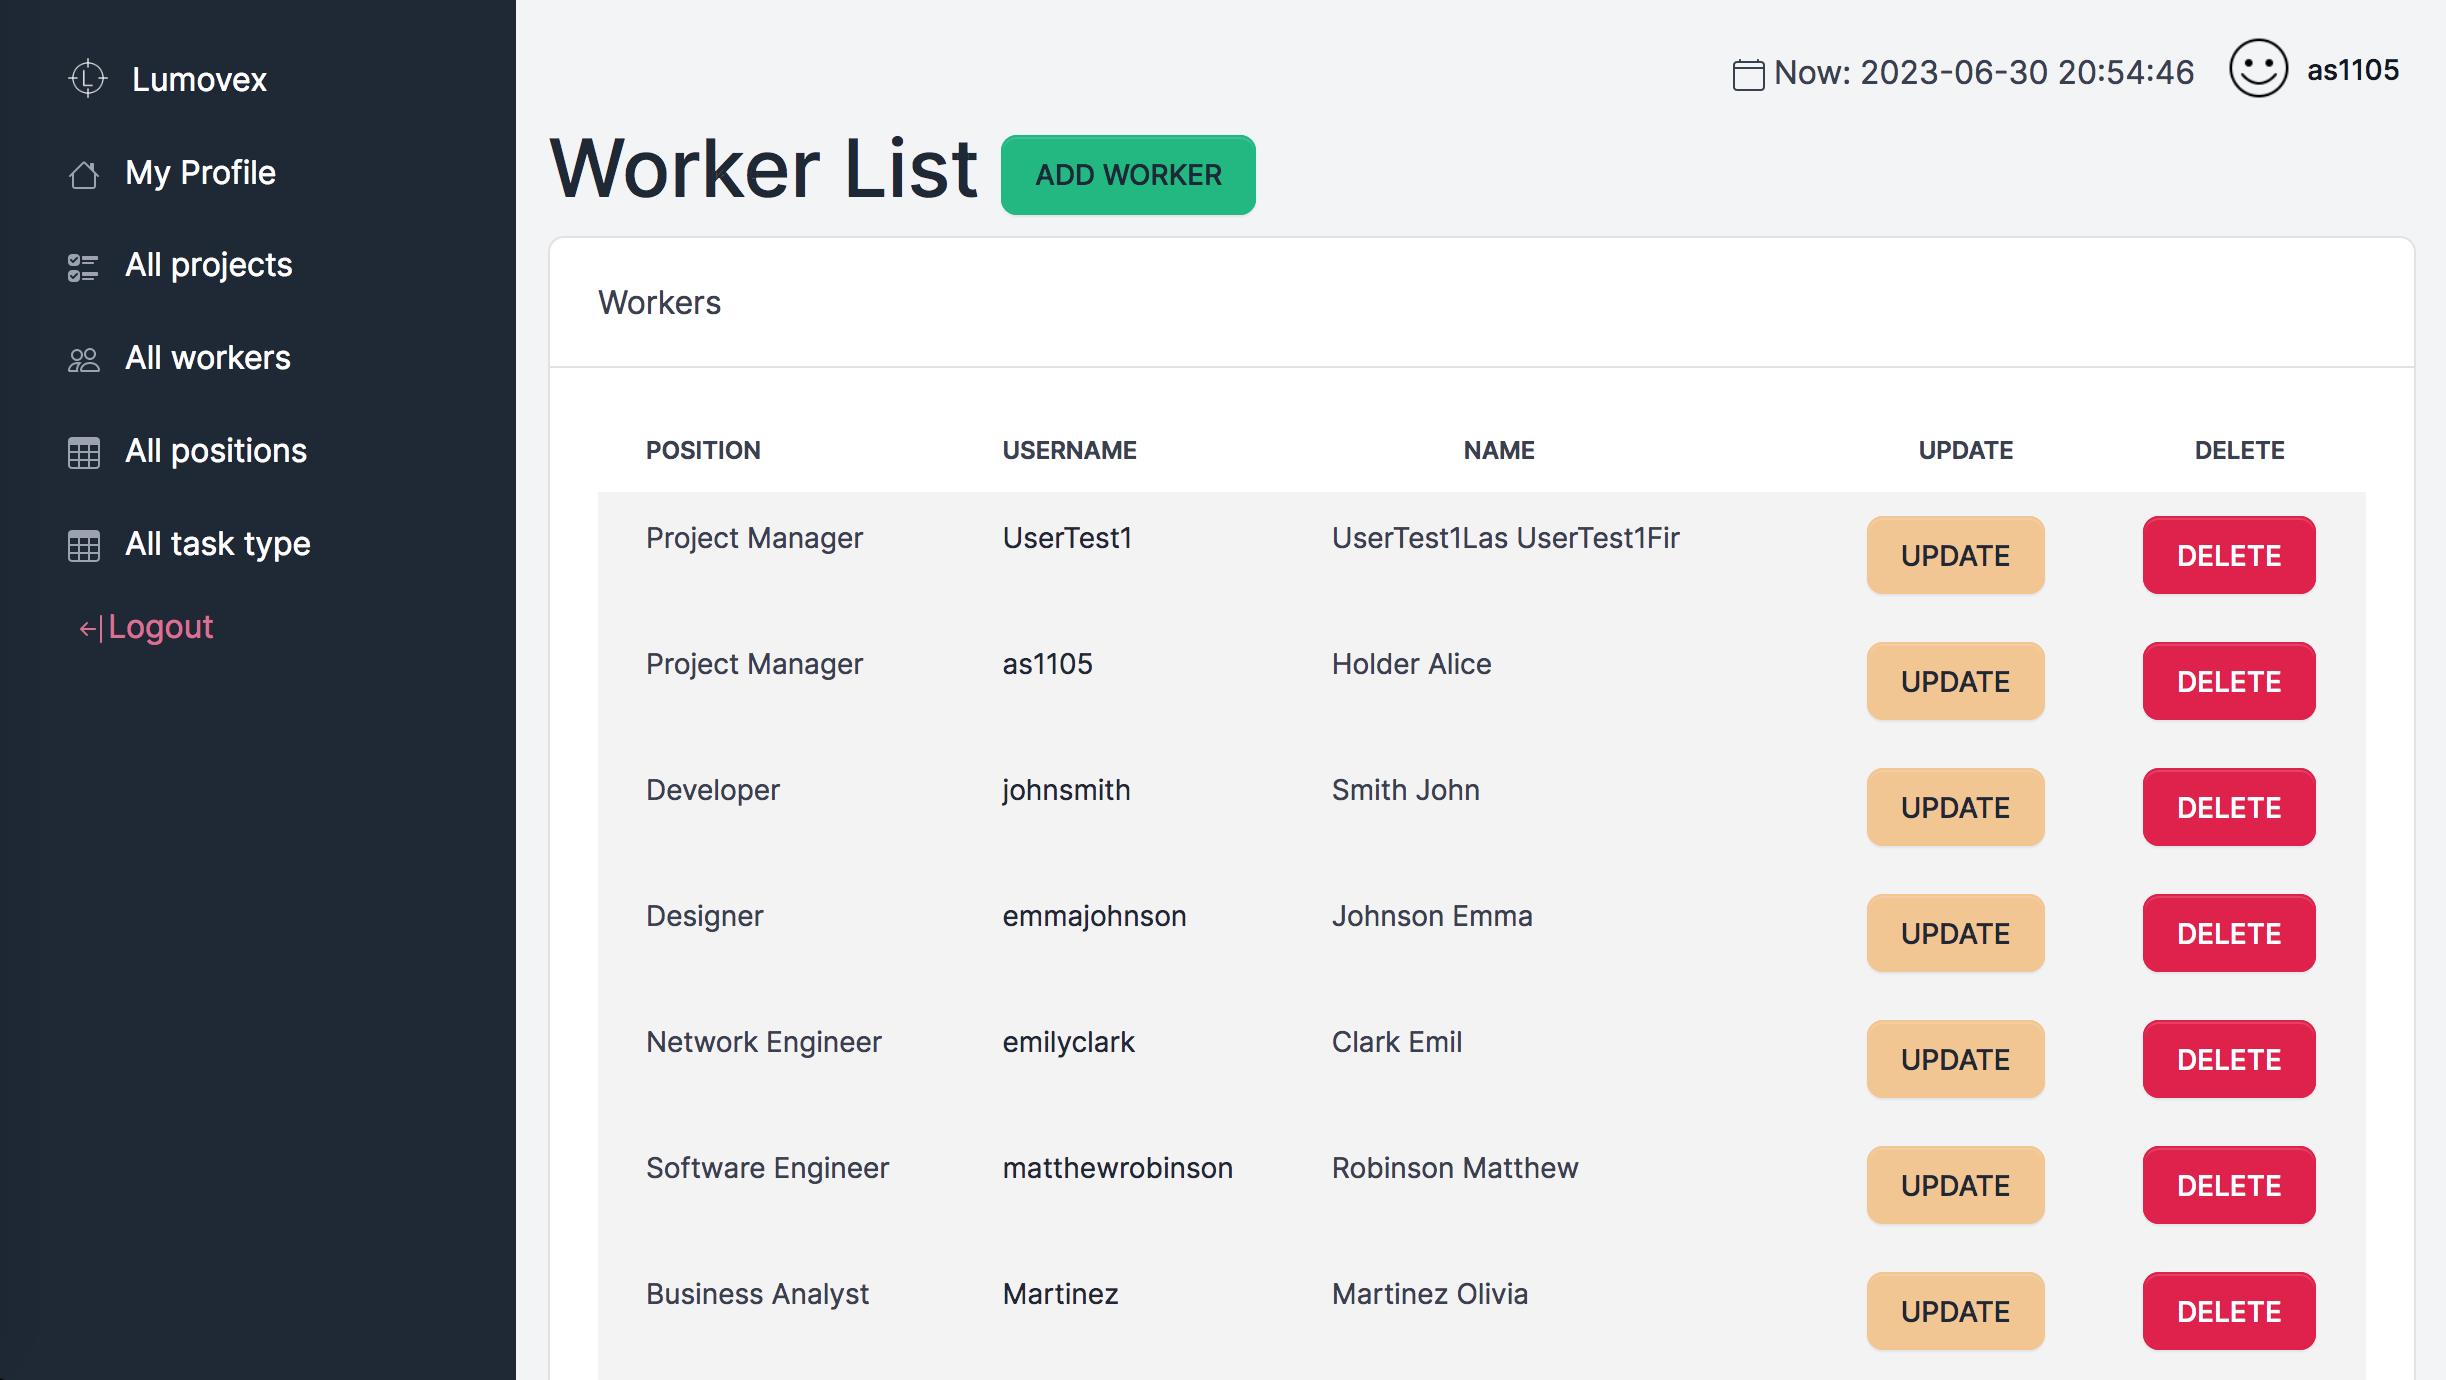 Lumovex
My Profile
All projects
All workers
All positions
All task type
Logout
Now: 2023-06-30 20:54:46 as1105
Worker List ADD WORKER
Workers
POSITION USERNAME NAME UPDATE DELETE
Project Manager UserTest1 UserTest1Las UserTest1Fir UPDATE DELETE
Project Manager as1105 Holder Alice UPDATE DELETE
Developer johnsmith Smith John UPDATE DELETE
Designer emmajohnson Johnson Emma UPDATE DELETE
Network Engineer emilyclark Clark Emil UPDATE DELETE
Software Engineer matthewrobinson Robinson Matthew UPDATE DELETE
Business Analyst Martinez Martinez Olivia UPDATE DELETE